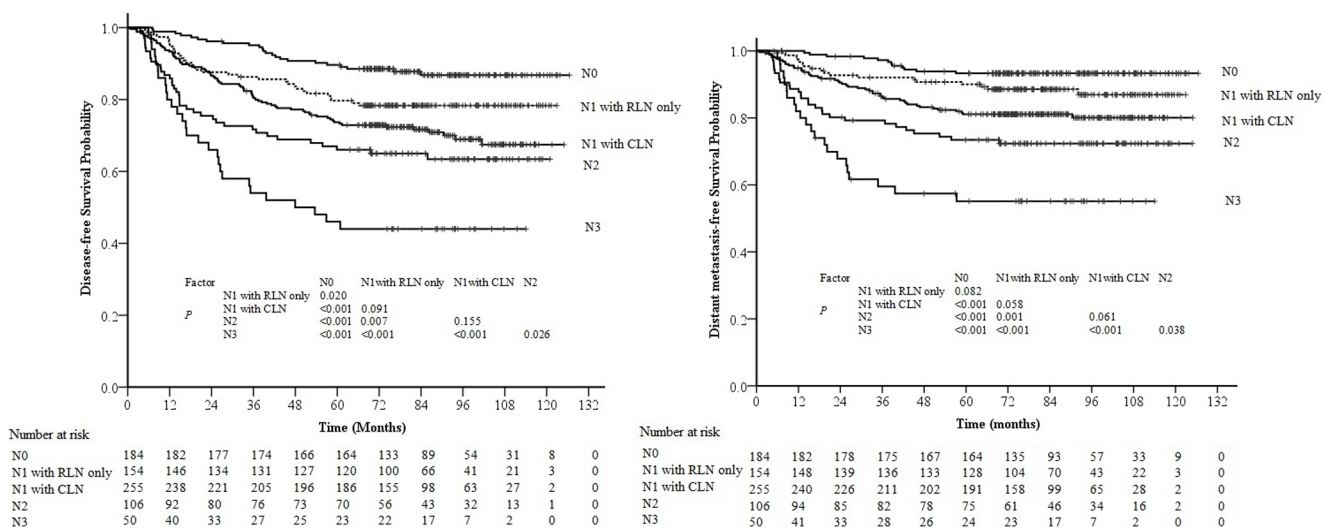 Disease-free Survival Probability
1.0
0.8
0.6
0.4
0.2
0.0
N0
N1 with RLN only
N1 with CLN
N2
N3
Factor
N0 N1 with RLN only N1 with CLN N2
P
N1 with RLN only 0.020
N1 with CLN <0.001 0.091
N2 <0.001 0.007 0.155
N3 <0.001 <0.001 <0.001 0.026
0 12 24 36 48 60 72 84 96 108 120 132
Time (Months)
Number at risk
N0 184 182 177 174 166 164 133 89 54 31 8 0
N1 with RLN only 154 146 134 131 127 120 100 66 41 21 3 0
N1 with CLN 255 238 221 205 196 186 155 98 63 27 2 0
N2 106 92 80 76 73 70 56 43 32 13 1 0
N3 50 40 33 27 25 23 22 17 7 2 0 0
Distant metastasis-free Survival Probability
1.0
0.8
0.6
0.4
0.2
0.0
N0
N1 with RLN only
N1 with CLN
N2
N3
Factor
N0 N1with RLN only N1 with CLN N2
P
N1 with RLN only 0.082
N1 with CLN <0.001 0.058
N2 <0.001 0.001 0.061
N3 <0.001 <0.001 <0.001 0.038
0 12 24 36 48 60 72 84 96 108 120 132
Time (months)
Number at risk
N0 184 182 178 175 167 164 135 93 57 33 9 0
N1 with RLN only 154 148 139 136 133 128 104 70 43 22 3 0
N1 with CLN 255 240 226 211 202 191 158 99 65 28 2 0
N2 106 94 85 82 78 75 61 46 34 16 2 0
N3 50 41 33 28 26 24 23 17 7 2 0 0